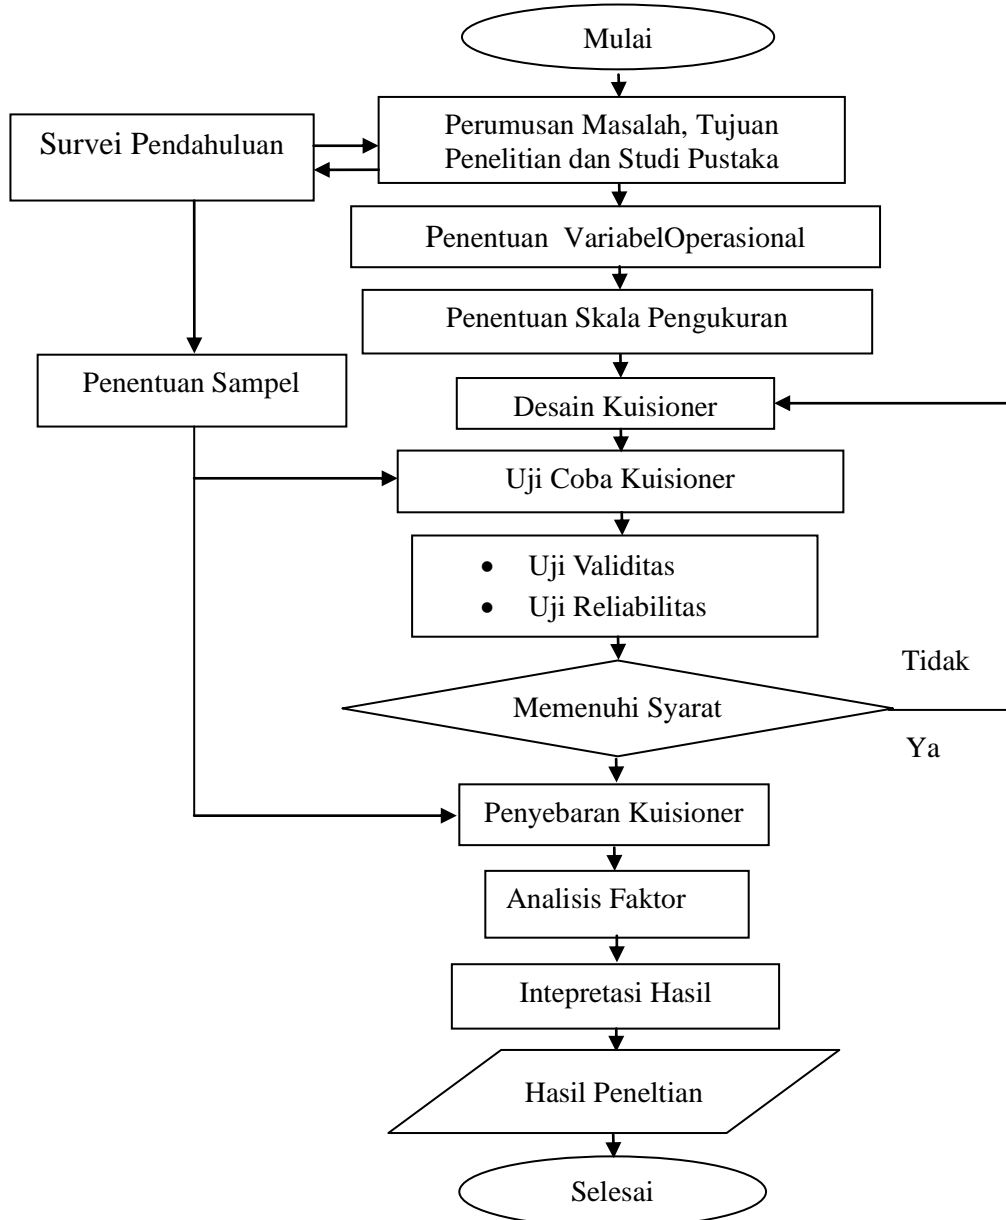 Mulai
Survei Pendahuluan
Perumusan Masalah, Tujuan
Penelitian dan Studi Pustaka
Penentuan  VariabelOperasional
Penentuan Skala Pengukuran
Penentuan Sampel
Desain Kuisioner
Uji Coba Kuisioner
• Uji Validitas
• Uji Reliabilitas
Tidak
Memenuhi Syarat
Ya
Penyebaran Kuisioner
Analisis Faktor
Intepretasi Hasil
Hasil Peneltian
Selesai